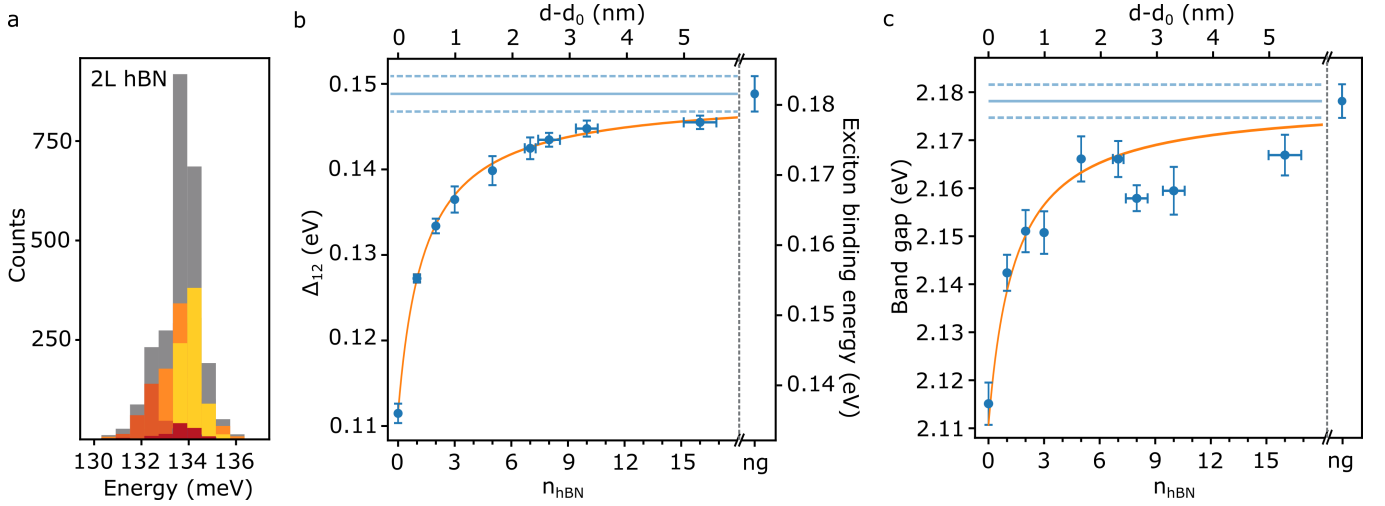 a
2L hBN
Counts
750
500
250
130 132 134 136
Energy (meV)
b
d-d0 (nm)
0 1 2 3 4 5
Δ12 (eV)
0.15
0.14
0.13
0.12
0.11
0 3 6 9 12 15 ng
nhBN
0.18
0.17
0.16
0.15
0.14
Exciton binding energy (eV)
c
d-d0 (nm)
0 1 2 3 4 5
Band gap (eV)
2.18
2.17
2.16
2.15
2.14
2.13
2.12
2.11
0 3 6 9 12 15 ng
nhBN